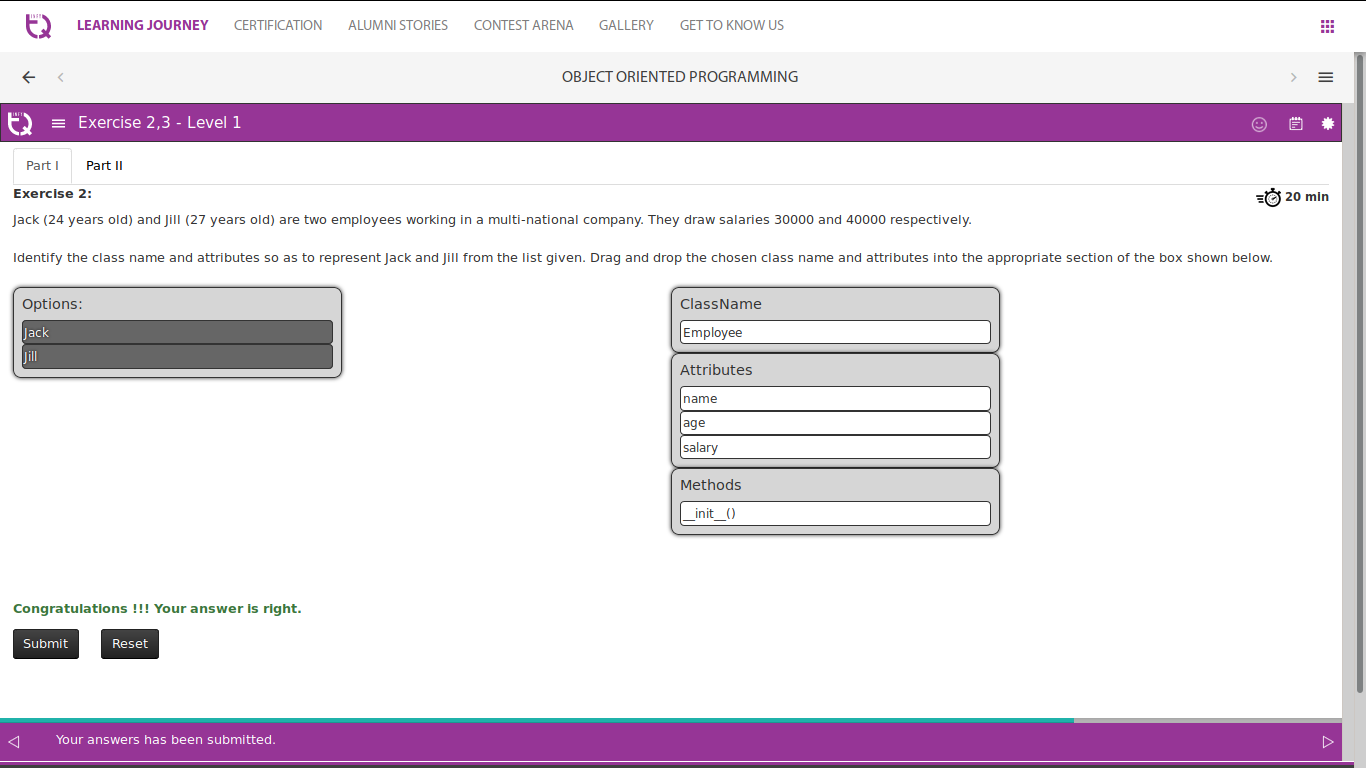 LEARNING JOURNEY CERTIFICATION ALUMNI STORIES CONTEST ARENA GALLERY GET TO KNOW US
OBJECT ORIENTED PROGRAMMING
Exercise 2,3 - Level 1
Part I Part II
Exercise 2:
20 min
Jack (24 years old) and Jill (27 years old) are two employees working in a multi-national company. They draw salaries 30000 and 40000 respectively.
Identify the class name and attributes so as to represent Jack and Jill from the list given. Drag and drop the chosen class name and attributes into the appropriate section of the box shown below.
Options:
Jack
Jill
ClassName
Employee
Attributes
name
age
salary
Methods
__init__()
Congratulations !!! Your answer is right.
Submit Reset
Your answers has been submitted.